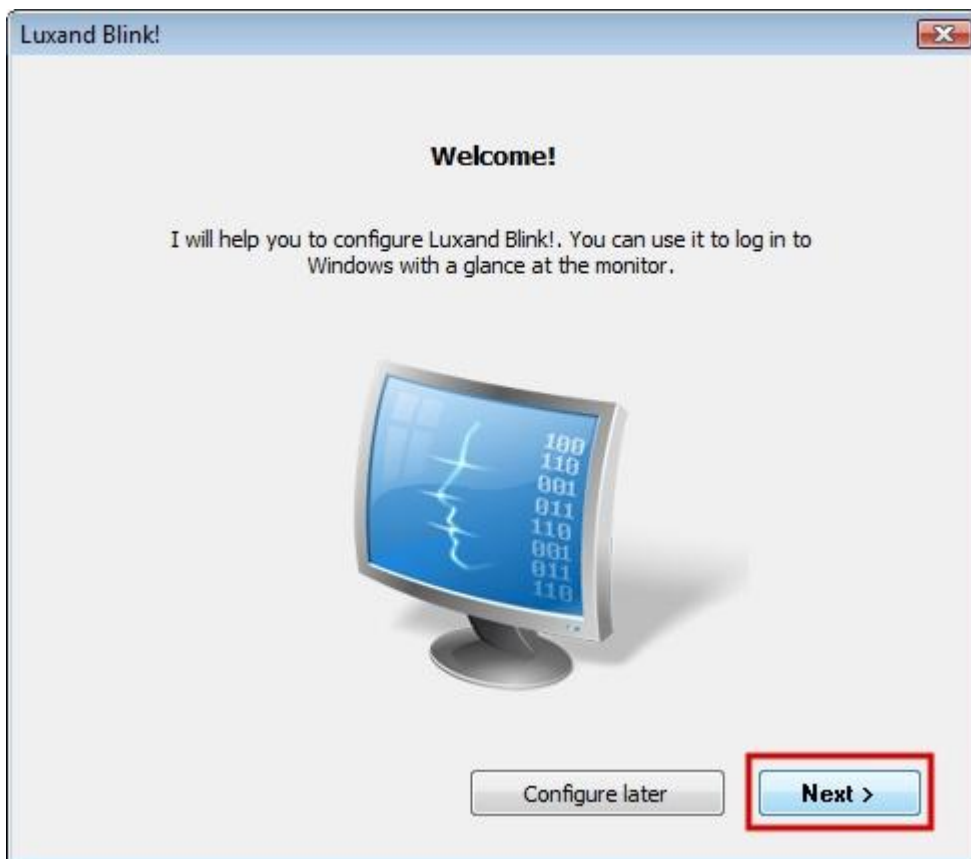 Luxand Blink!
Welcome!
I will help you to configure Luxand Blink!. You can use it to log in to
Windows with a glance at the monitor.
100
110
001
011
110
001
011
110
Configure later
Next >